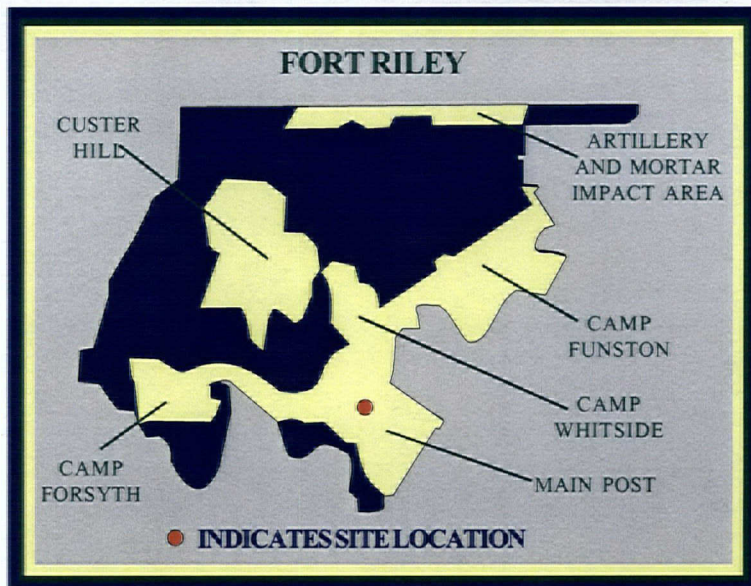 FORT RILEY
CUSTER
HILL
ARTILLERY
AND MORTAR
IMPACT AREA
CAMP
FUNSTON
CAMP
WHITSIDE
MAIN POST
CAMP
FORSYTH
INDICATES SITE LOCATION